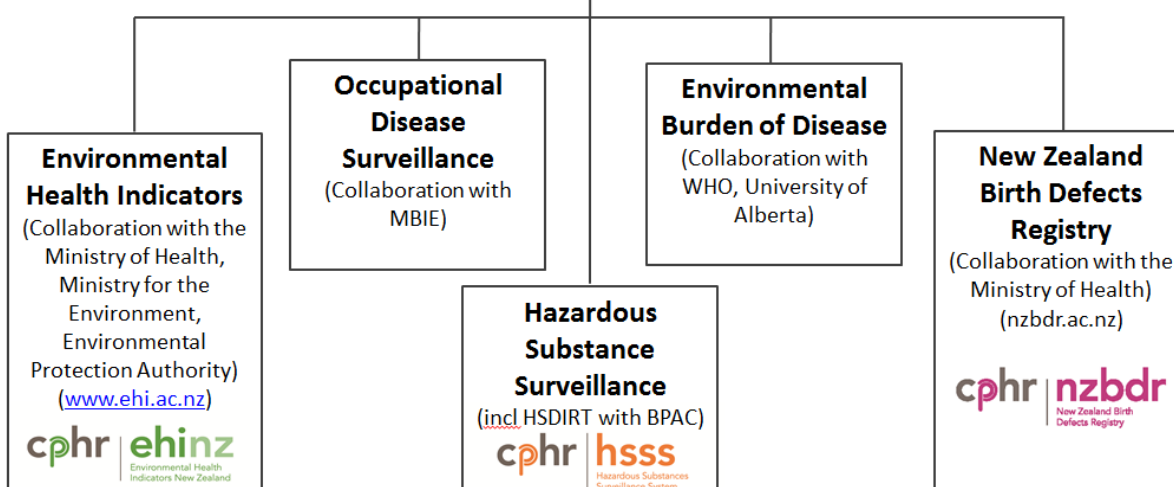 Environmental
Health Indicators
(Collaboration with the
Ministry of Health,
Ministry for the
Environment,
Environmental
Protection Authority)
(www.ehi.ac.nz)
cphr ehinz
Environmental Health
Indicators New Zealand
Occupational
Disease
Surveillance
(Collaboration with
MBIE)
Hazardous
Substance
Surveillance
(incl HSDIRT with BPAC)
cphr hsss
Hazardous Substances
Surveillance System
Environmental
Burden of Disease
(Collaboration with
WHO, University of
Alberta)
New Zealand
Birth Defects
Registry
(Collaboration with the
Ministry of Health)
(nzbdr.ac.nz)
cphr nzbdr
New Zealand Birth
Defects Registry